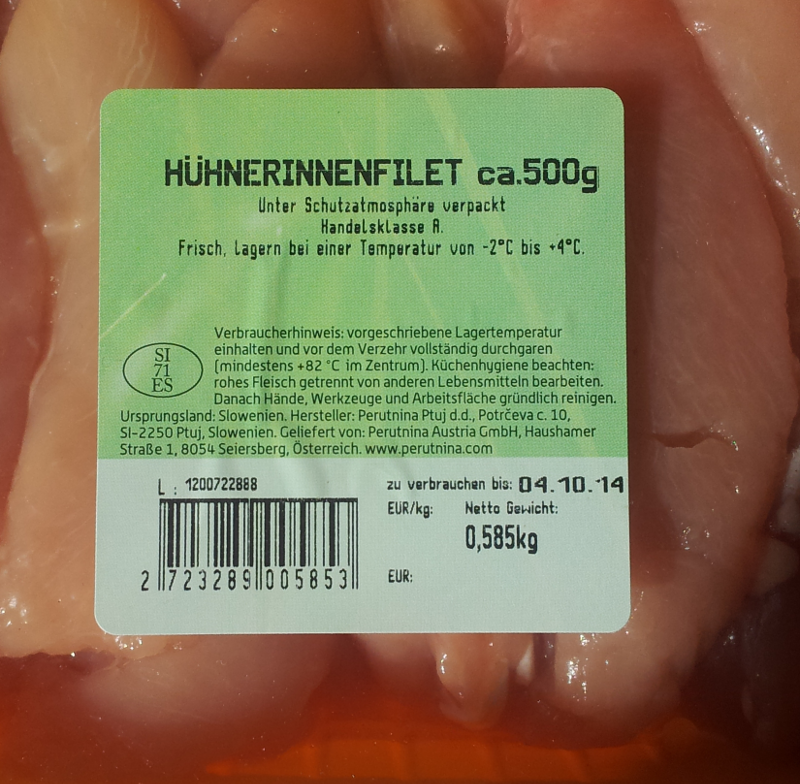 HÜHNERINNENFILET ca.500g
Unter Schutzatmosphäre verpackt
Handelsklasse A.
Frisch, Lagern bei einer Temperatur von -2°C bis +4°C.
SI
71
ES
Verbraucherhinweis: vorgeschriebene Lagertemperatur
einhalten und vor dem Verzehr vollständig durchgaren
(mindestens +82 °C im Zentrum). Küchenhygiene beachten:
rohes Fleisch getrennt von anderen Lebensmitteln bearbeiten.
Danach Hände, Werkzeuge und Arbeitsfläche gründlich reinigen.
Ursprungsland: Slowenien. Hersteller: Perutnina Ptuj d.d., Potrčeva c. 10,
SI-2250 Ptuj, Slowenien. Geliefert von: Perutnina Austria GmbH, Haushamer
Straße 1, 8054 Seiersberg, Österreich. www.perutnina.com
L : 1200722888
zu verbrauchen bis: 04.10.14
EUR/kg: Netto Gewicht:
0,585kg
EUR:
2 723289 005853